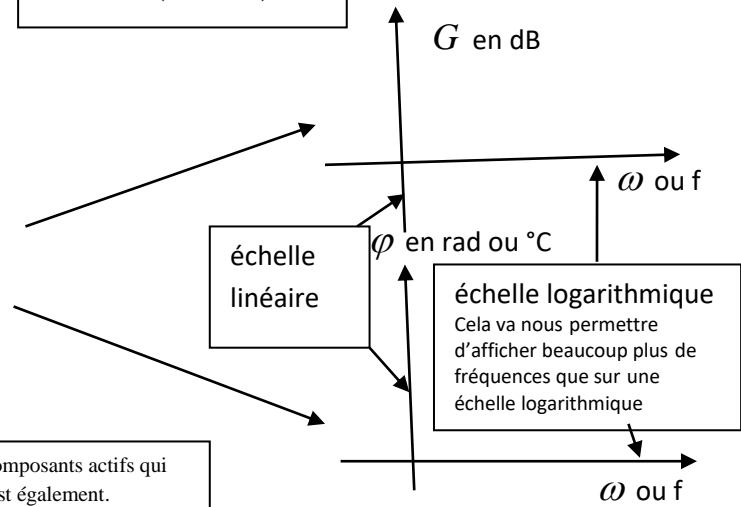 G en dB
ω ou f
φ en rad ou °C
échelle
linéaire
échelle logarithmique
Cela va nous permettre
d’afficher beaucoup plus de
fréquences que sur une
échelle logarithmique
omposants actifs qui
st également.
ω ou f